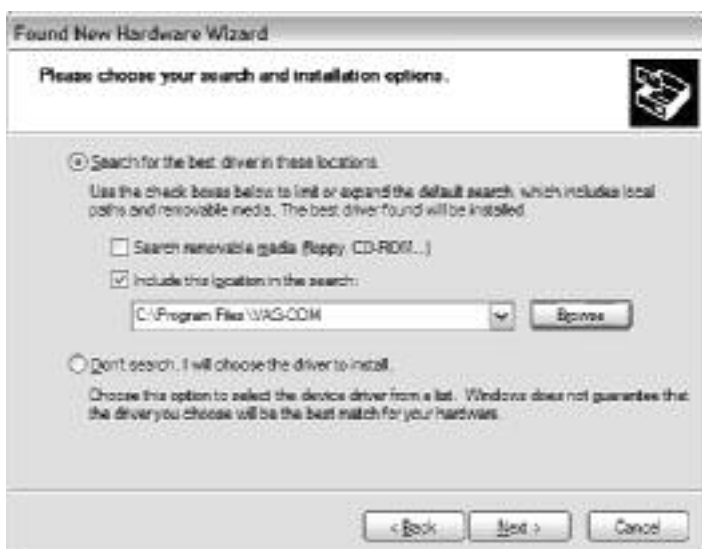 Found New Hardware Wizard
Please choose your search and installation options.
Search for the best driver in these locations.
Use the check boxes below to limit or expand the default search, which includes local
paths and removable media. The best driver found will be installed.
Search removable media (floppy, CD-ROM...)
Include this location in the search:
C:\Program Files\VAG-COM
Browse
Don't search. I will choose the driver to install.
Choose this option to select the device driver from a list. Windows does not guarantee that
the driver you choose will be the best match for your hardware.
< Back
Next >
Cancel